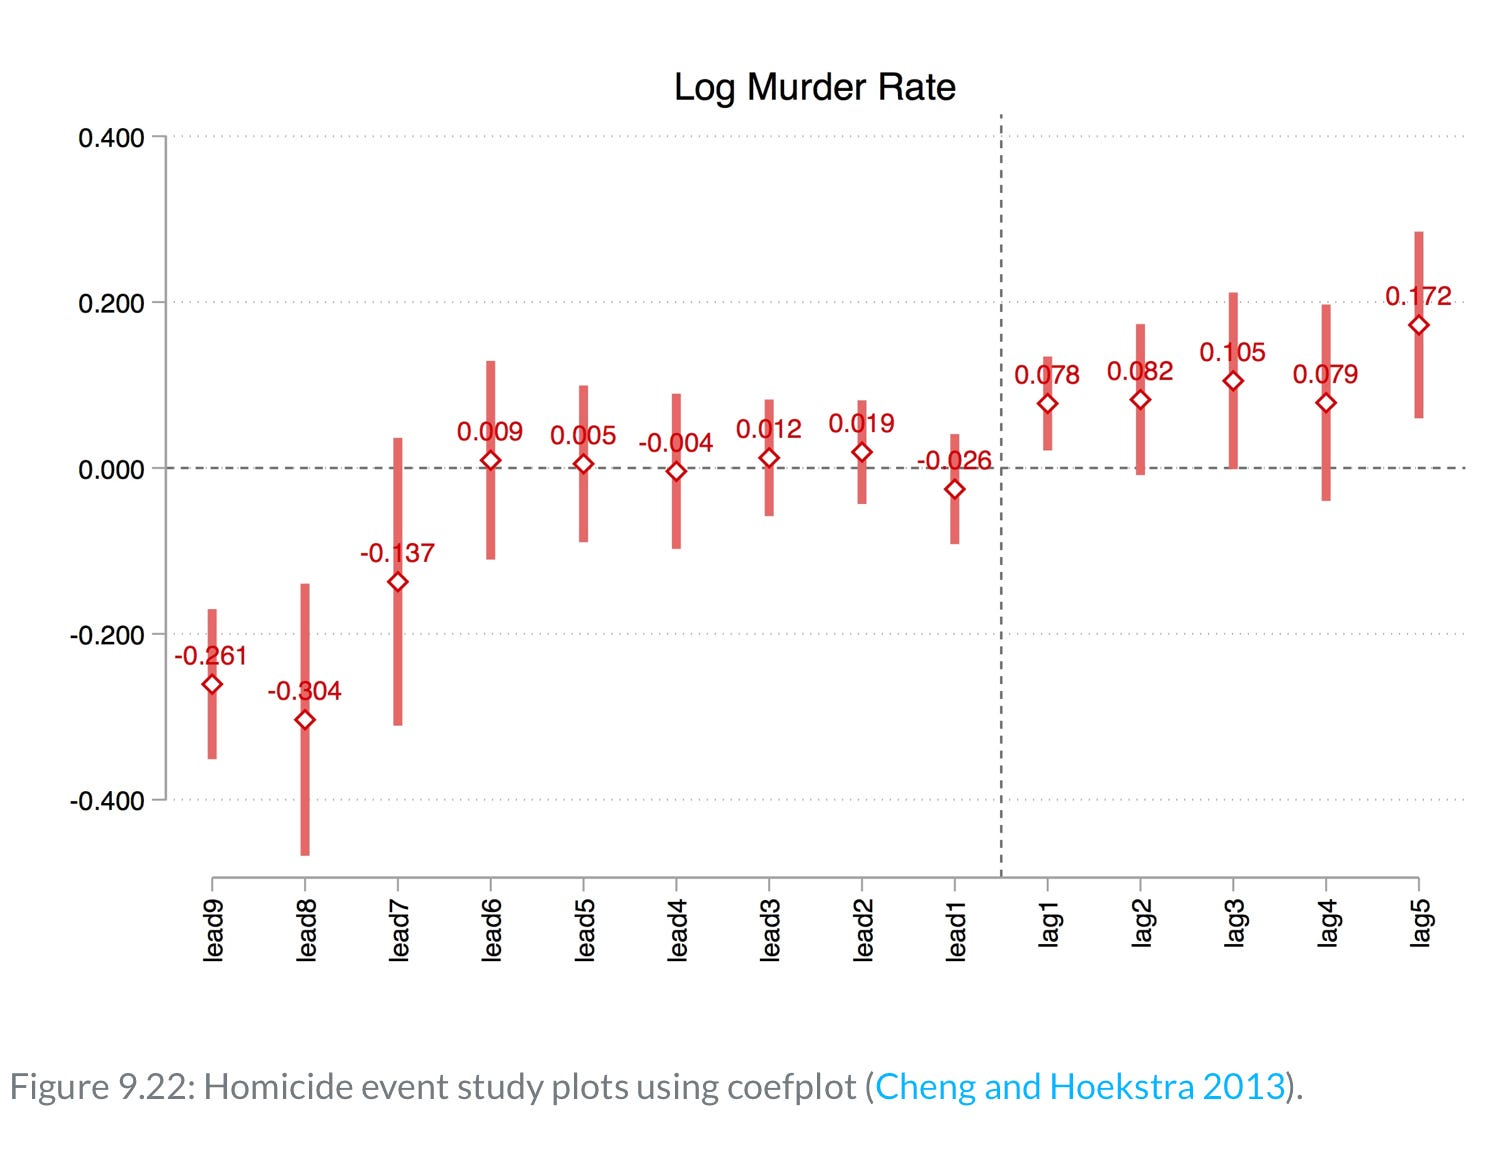 Log Murder Rate
0.400
0.200
0.172
0.105
0.078
0.082
0.079
0.009
0.005
-0.004
0.012
0.019
-0.026
0.000
-0.137
-0.200
-0.261
-0.304
-0.400
lead9
lead8
lead7
lead6
lead5
lead4
lead3
lead2
lead1
lag1
lag2
lag3
lag4
lag5
Figure 9.22: Homicide event study plots using coefplot (Cheng and Hoekstra 2013).